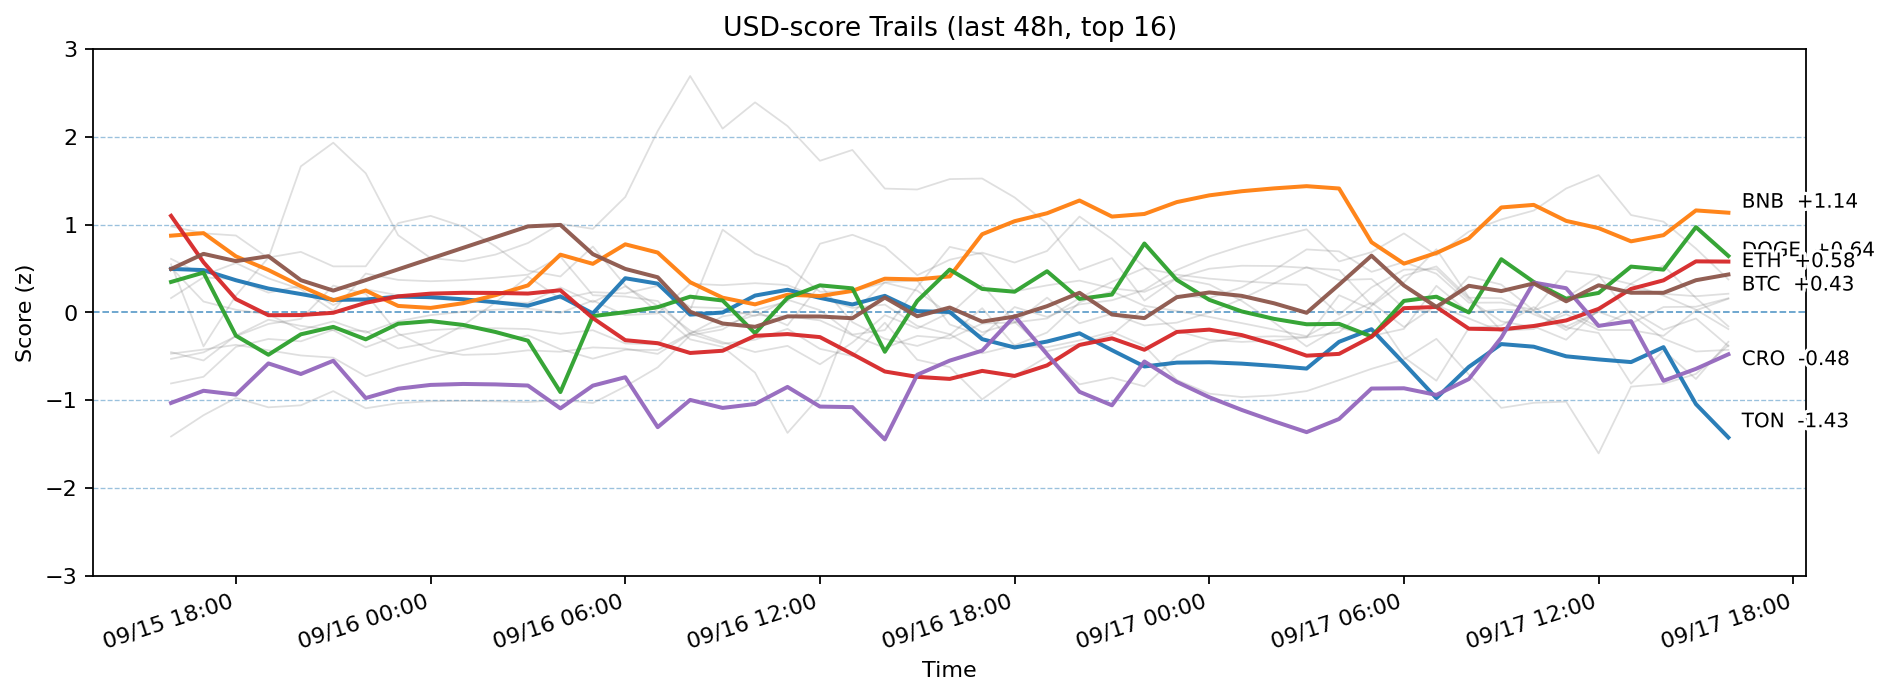 USD-score Trails (last 48h, top 16)
3
2
1
0
−1
−2
−3
Score (z)
BNB +1.14
DOGE +0.64
ETH +0.58
BTC +0.43
CRO -0.48
TON -1.43
09/15 18:00
09/16 00:00
09/16 06:00
09/16 12:00
09/16 18:00
09/17 00:00
09/17 06:00
09/17 12:00
09/17 18:00
Time